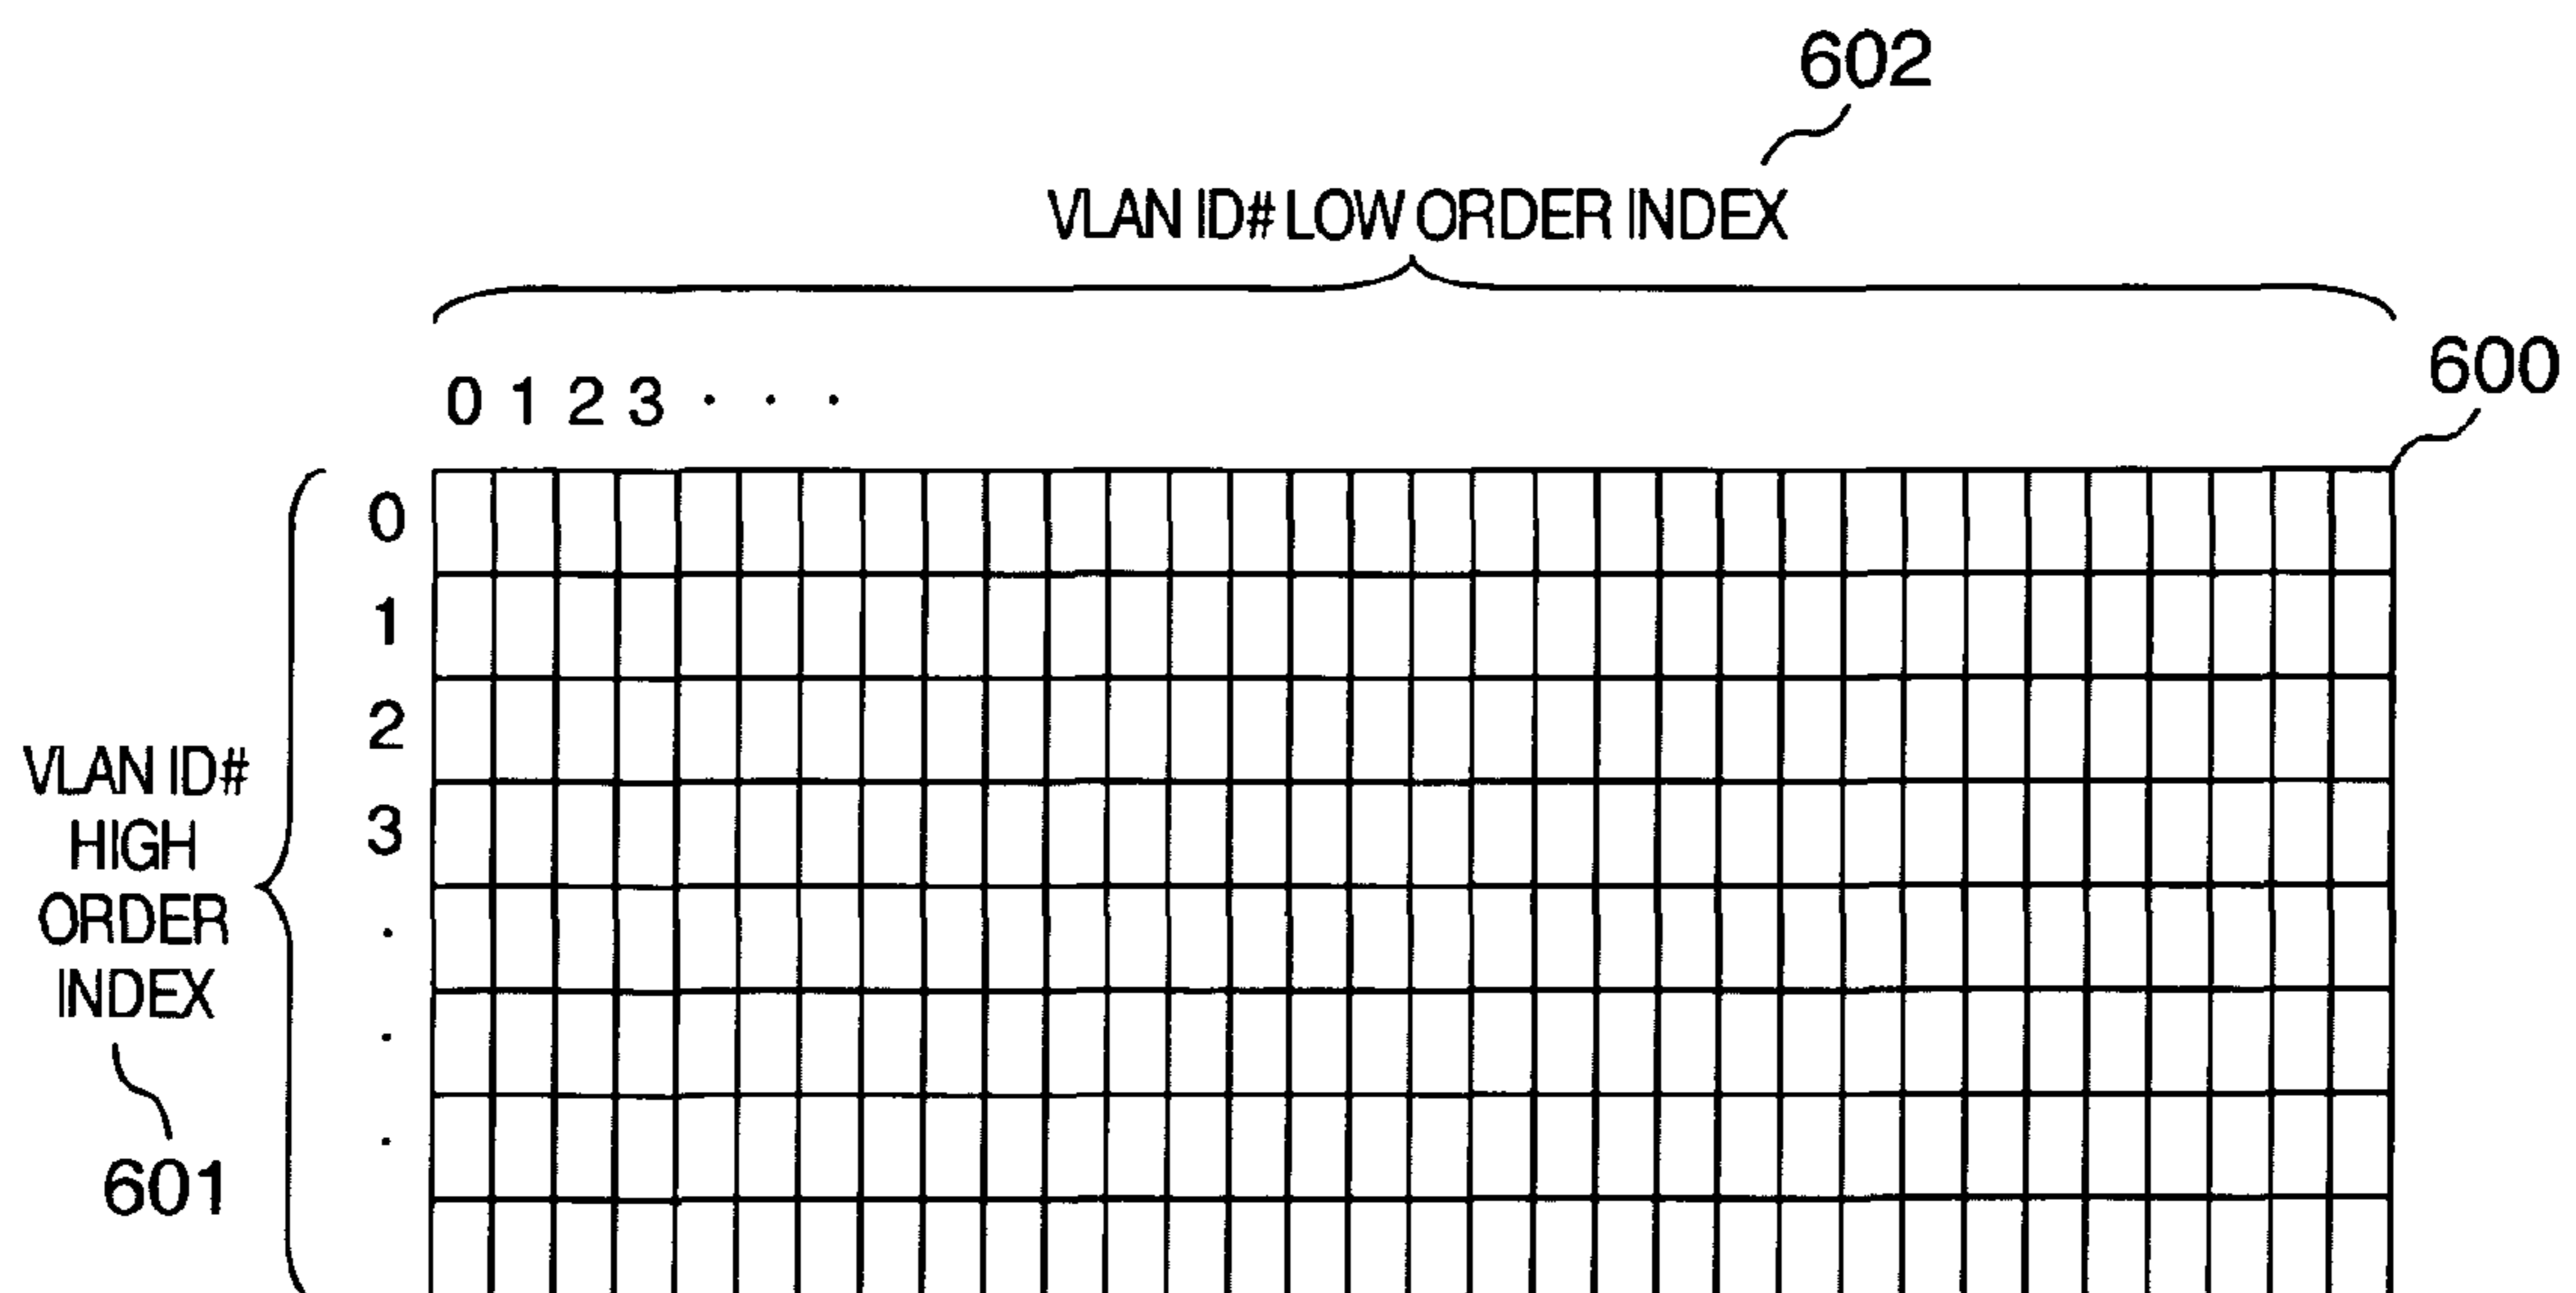 602
VLAN ID# LOW ORDER INDEX
600
0 1 2 3 · · ·
0
1
2
3
·
·
·
VLAN ID#
HIGH
ORDER
INDEX
601